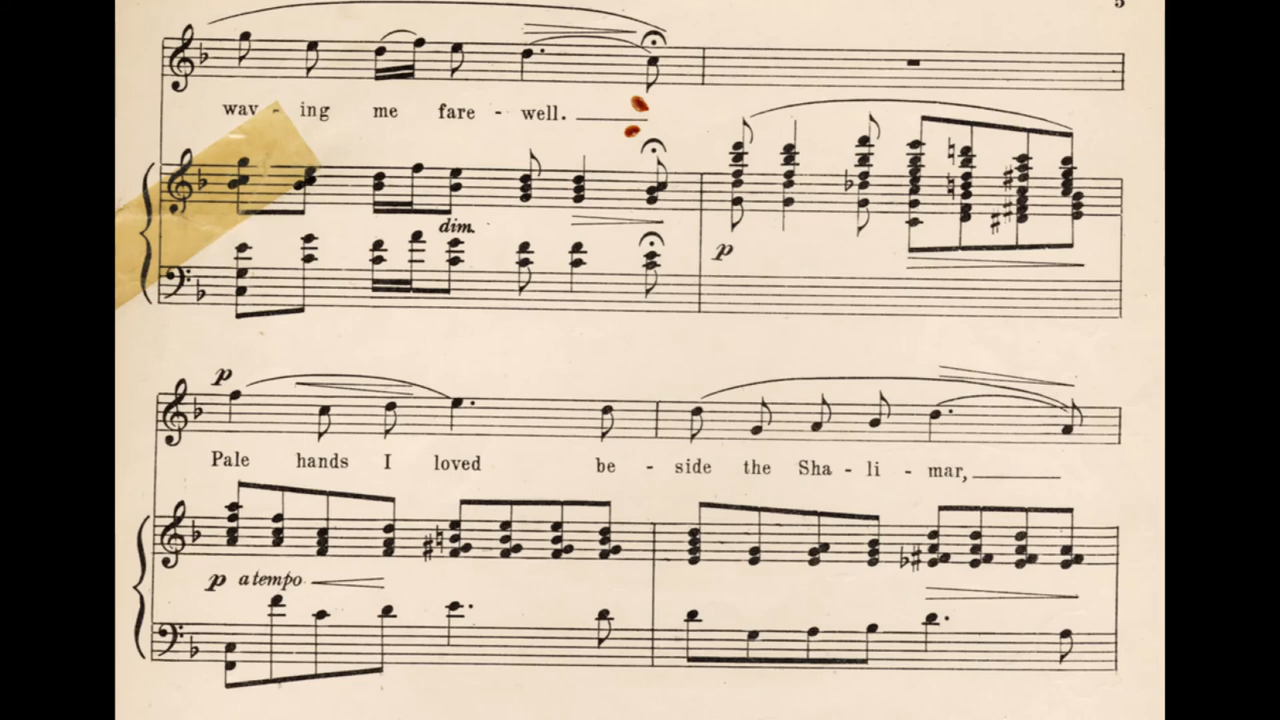 5
wav - ing me fare - well.
dim.
p
p
Pale hands I loved be - side the Sha - li - mar,
p a tempo